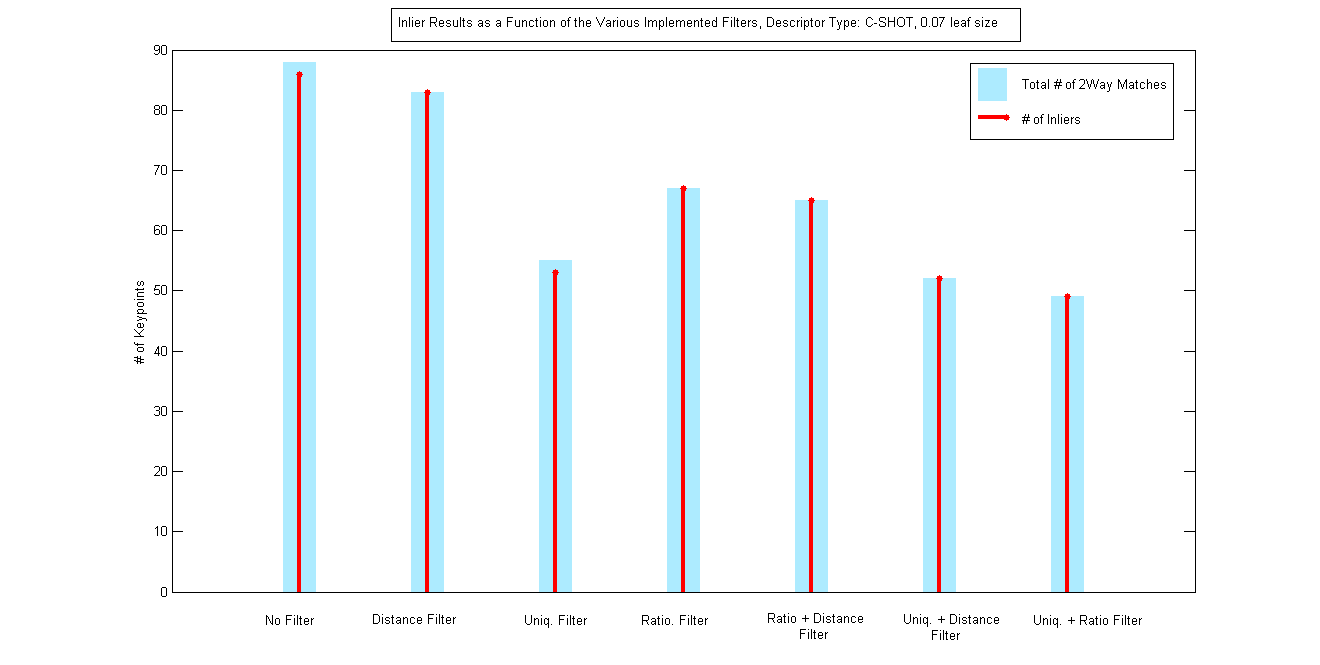 Inlier Results as a Function of the Various Implemented Filters, Descriptor Type: C-SHOT, 0.07 leaf size
Total # of 2Way Matches
# of Inliers
# of Keypoints
90
80
70
60
50
40
30
20
10
0
No Filter
Distance Filter
Uniq. Filter
Ratio. Filter
Ratio + Distance
Filter
Uniq. + Distance
Filter
Uniq. + Ratio Filter